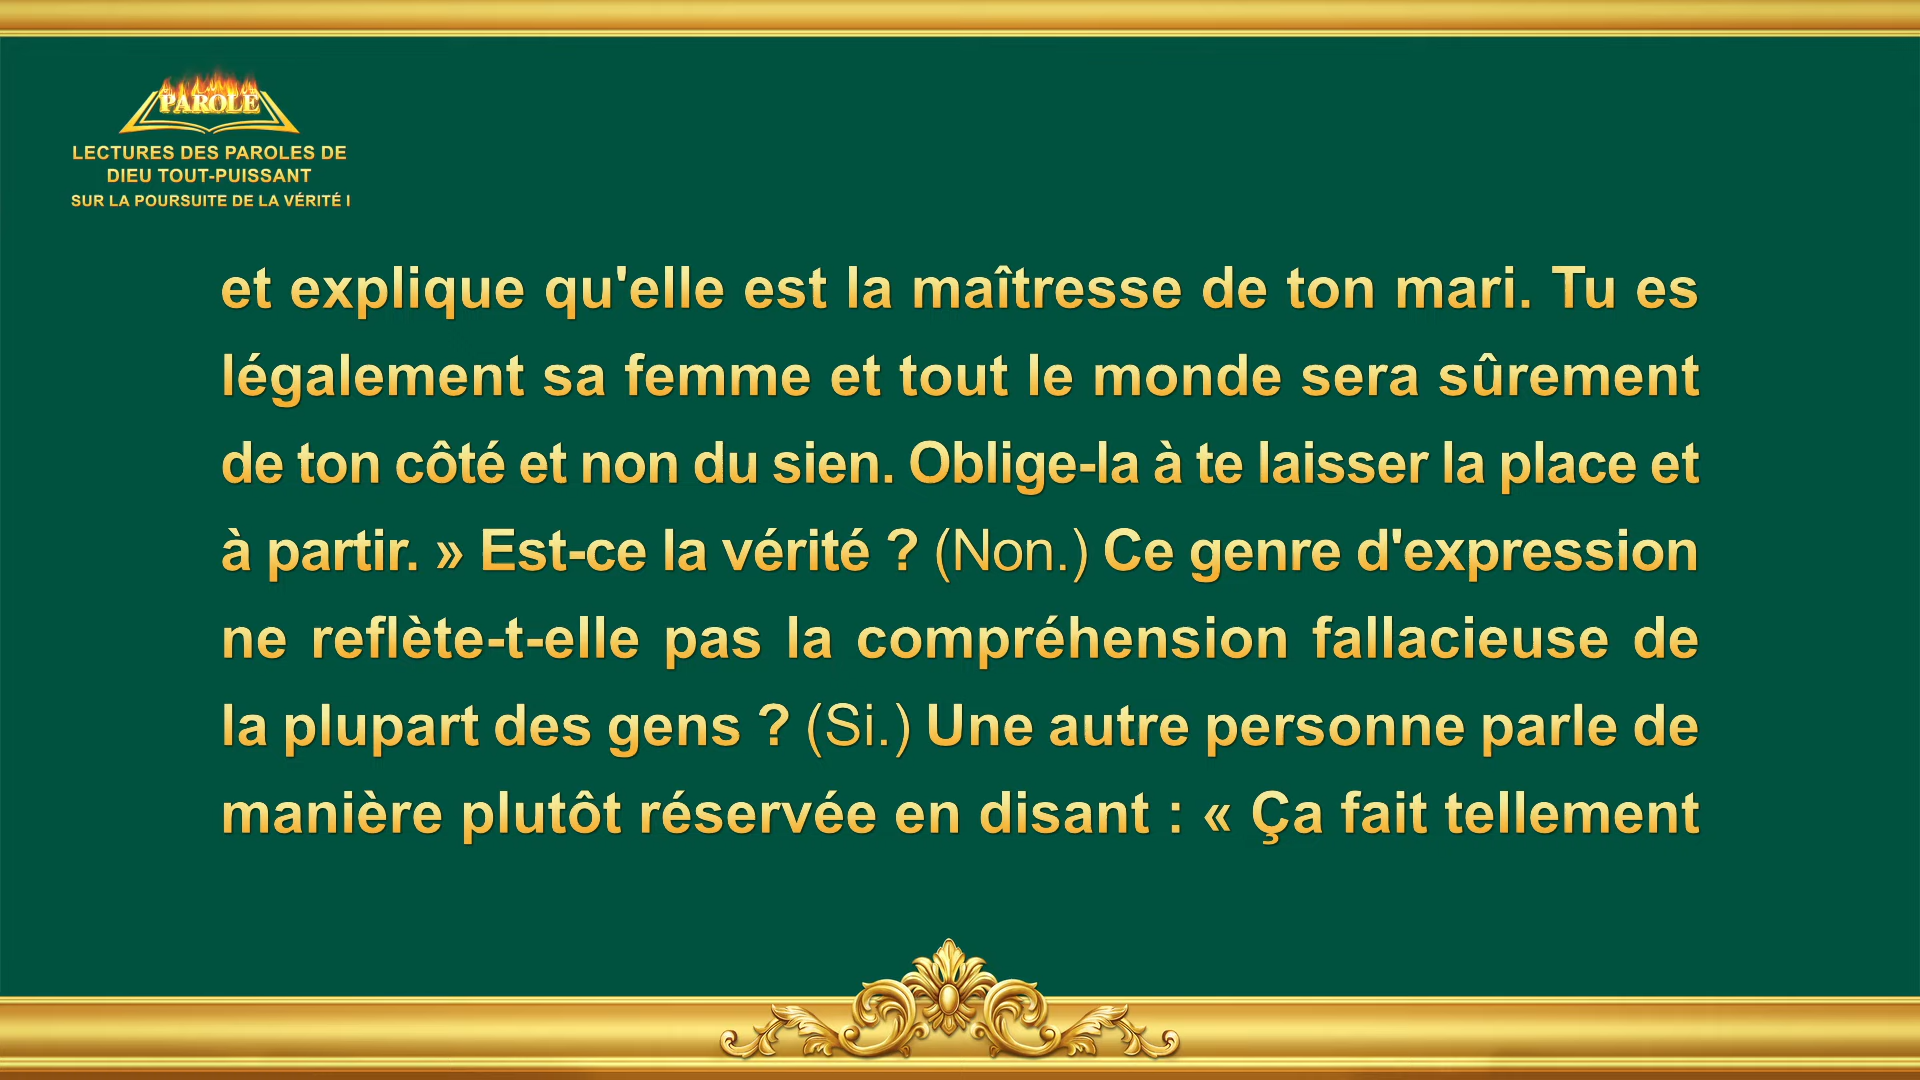 PAROLE
LECTURES DES PAROLES DE
DIEU TOUT-PUISSANT
SUR LA POURSUITE DE LA VÉRITÉ I
et explique qu'elle est la maîtresse de ton mari. Tu es
légalement sa femme et tout le monde sera sûrement
de ton côté et non du sien. Oblige-la à te laisser la place et
à partir. » Est-ce la vérité ? (Non.) Ce genre d'expression
ne reflète-t-elle pas la compréhension fallacieuse de
la plupart des gens ? (Si.) Une autre personne parle de
manière plutôt réservée en disant : « Ça fait tellement